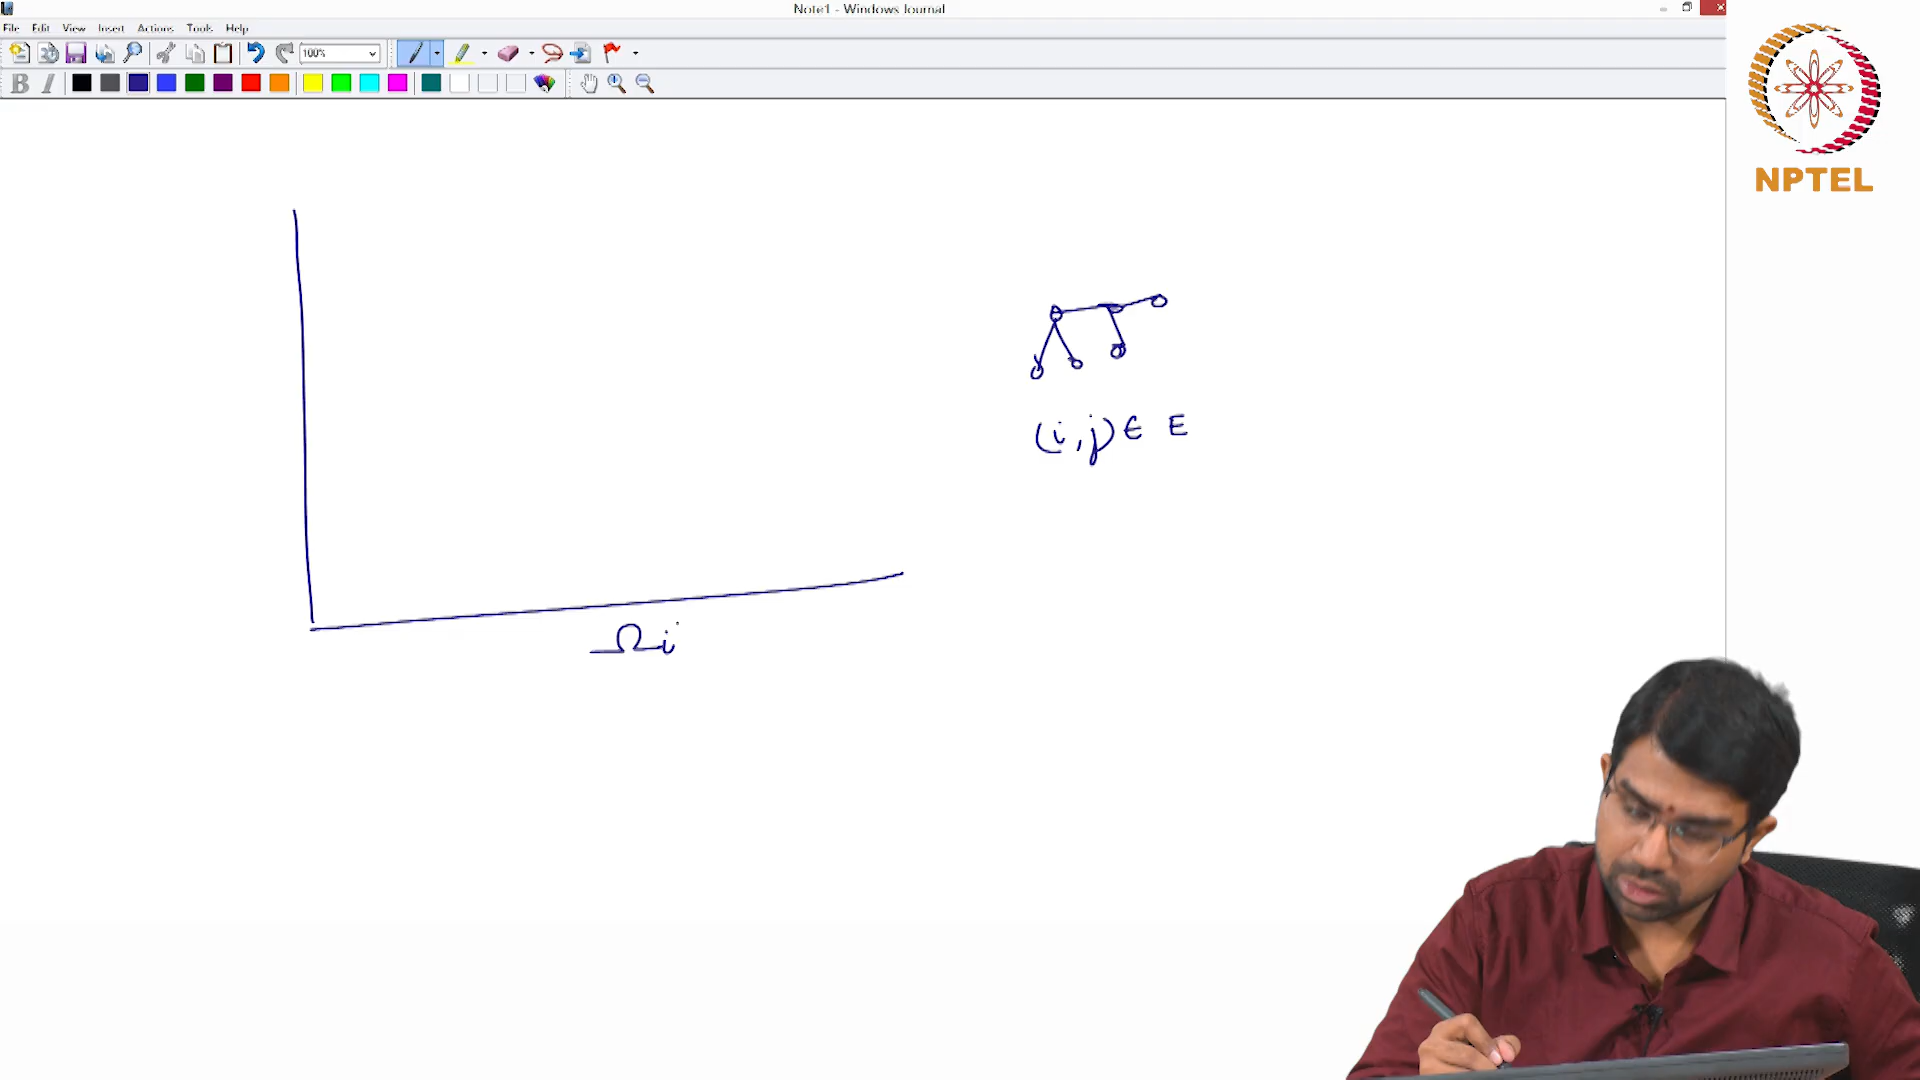 Note1 - Windows Journal
File Edit View Insert Actions Tools Help
100%
B I
NPTEL
(i,j) ∈ E
Ωi